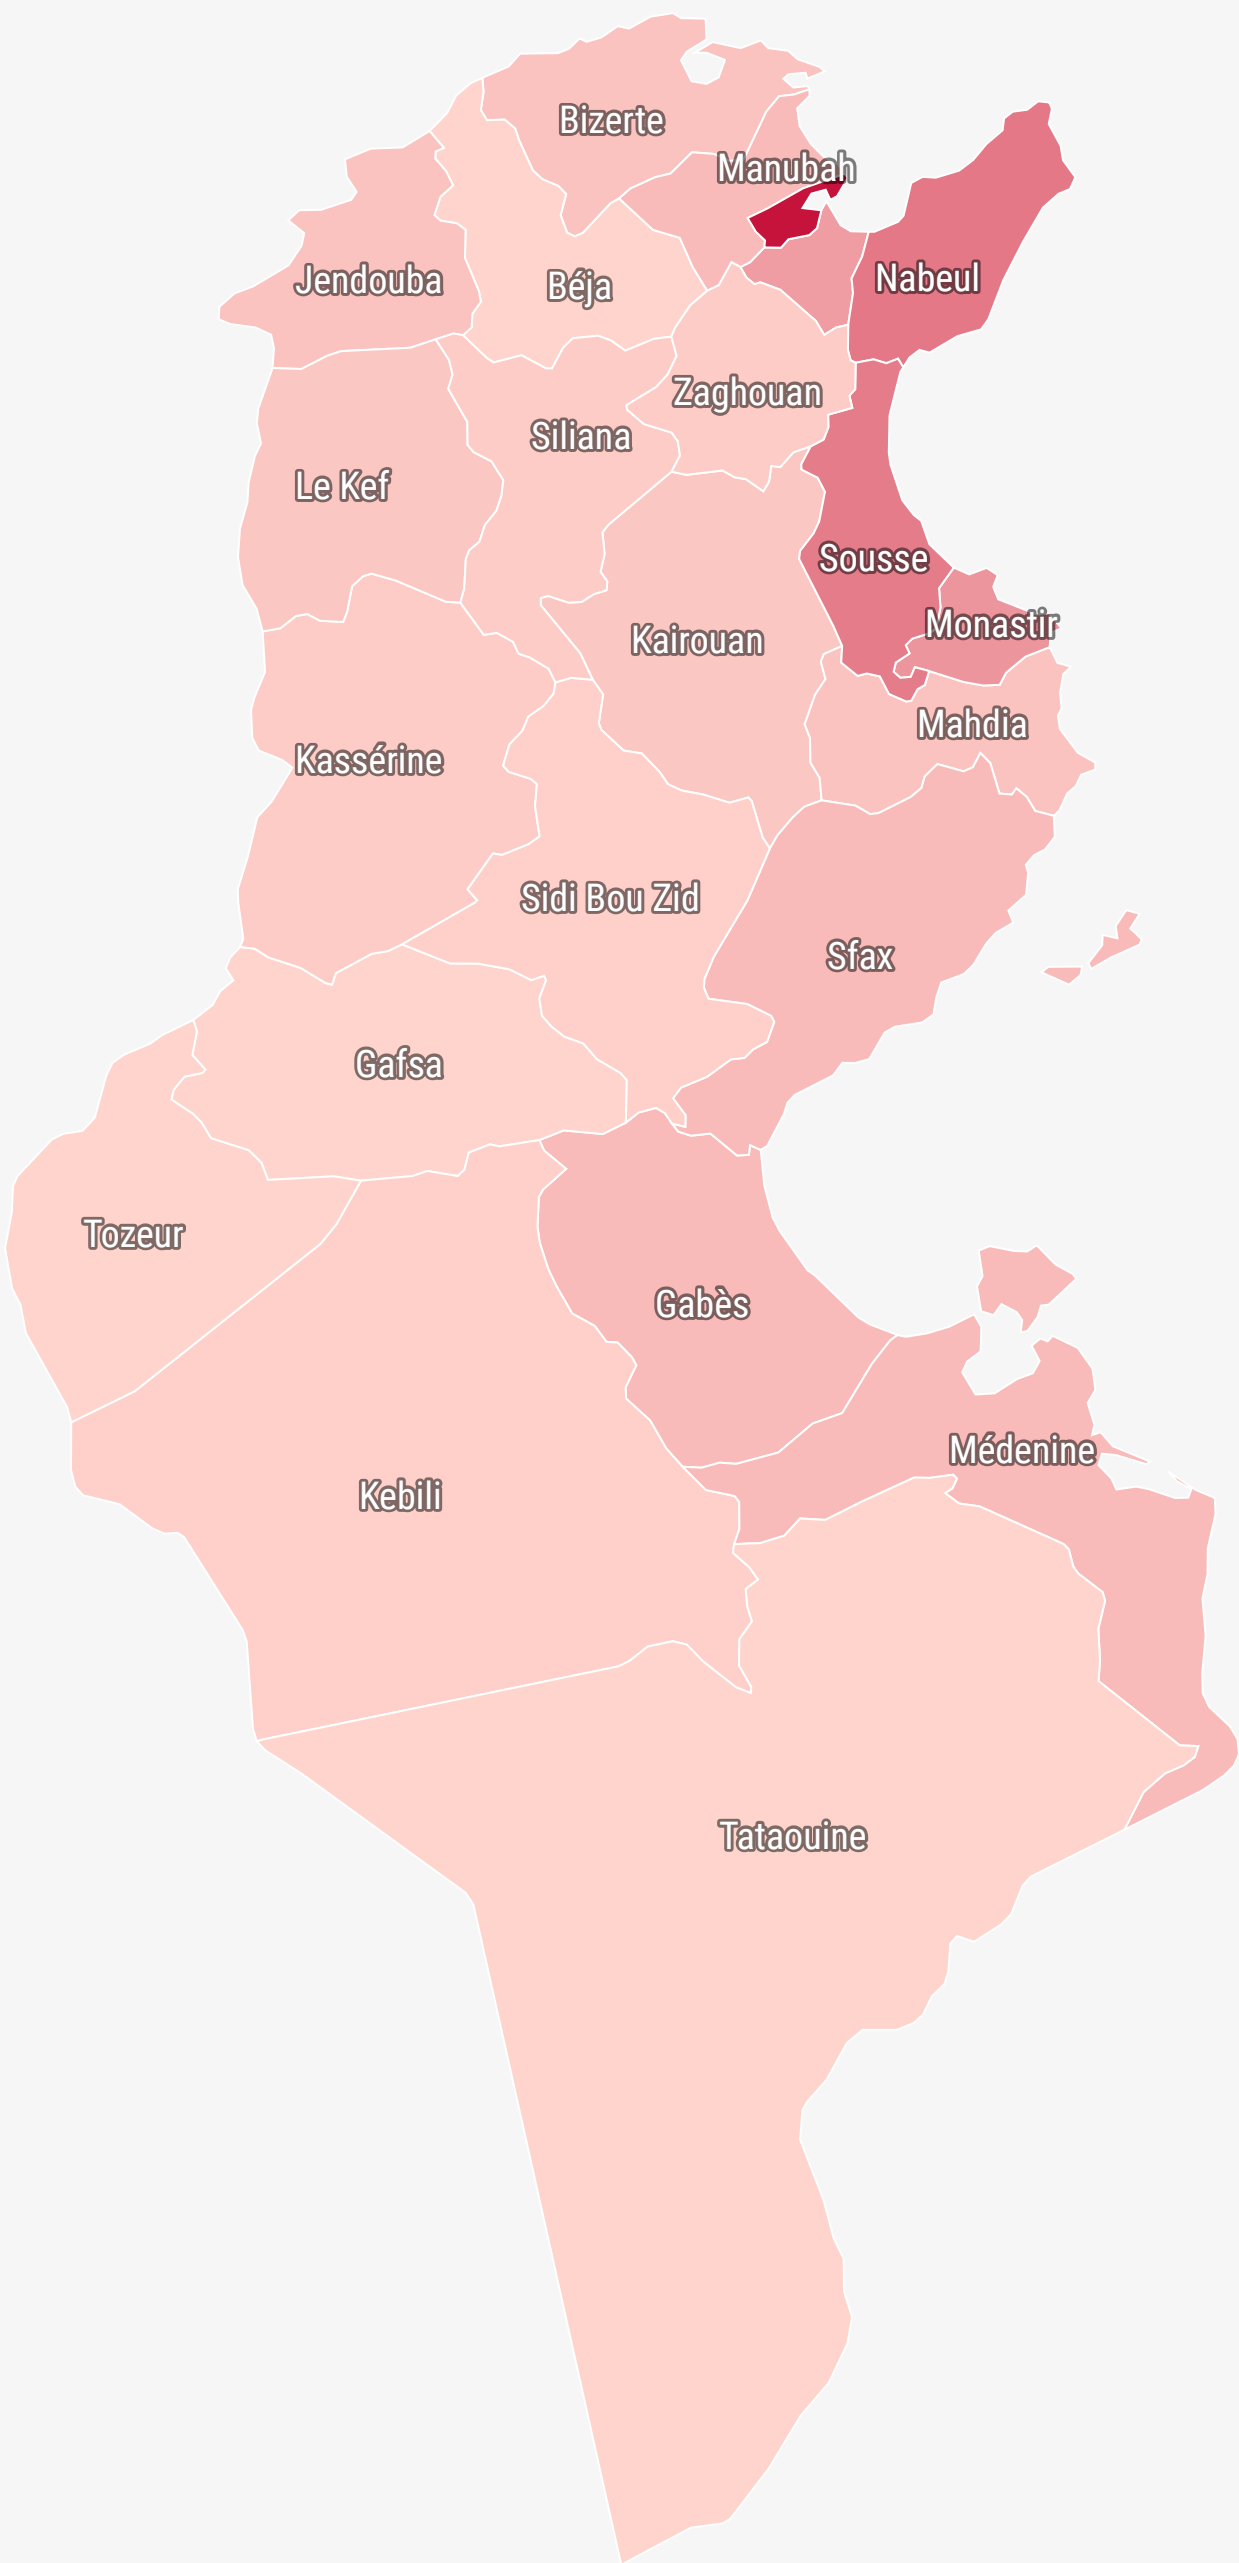 Bizerte
Manubah
Jendouba
Béja
Nabeul
Zaghouan
Siliana
Le Kef
Sousse
Monastir
Kairouan
Mahdia
Kassérine
Sidi Bou Zid
Sfax
Gafsa
Tozeur
Gabès
Médenine
Kebili
Tataouine